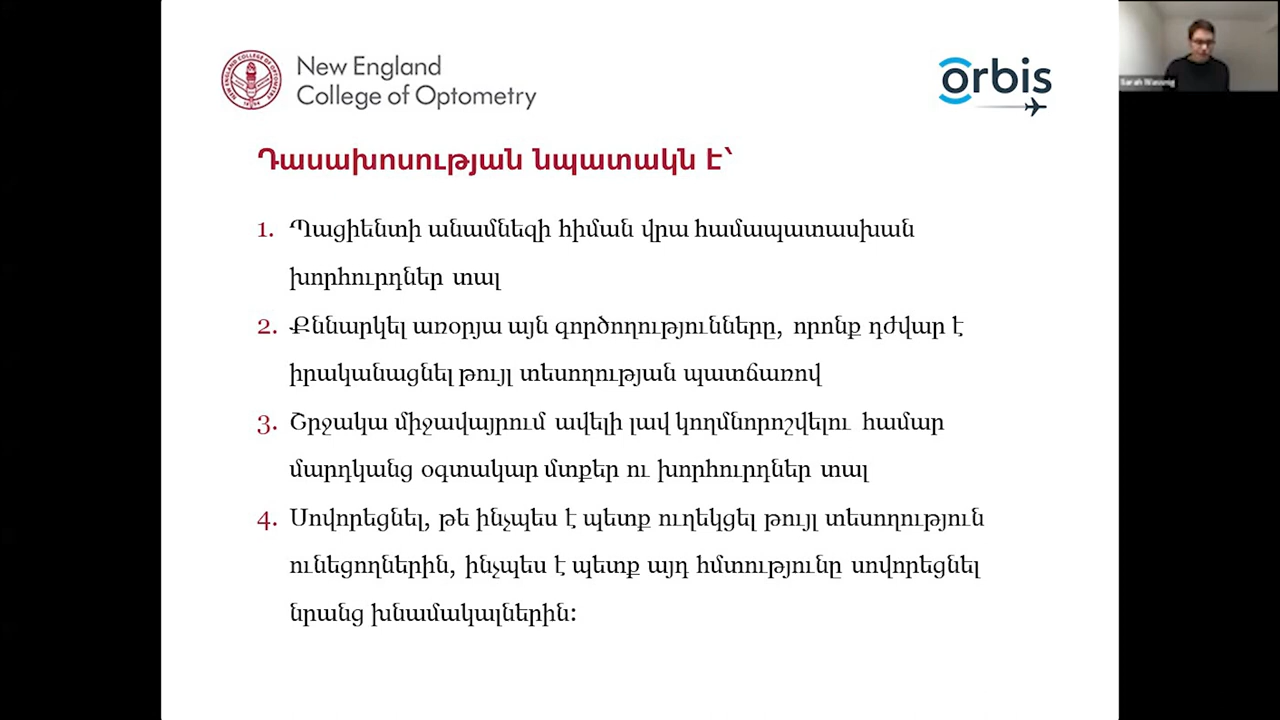 New England
College of Optometry
orbis
Sarah Wassnig
Դասախոսության նպատակն է՝
1. Պացիենտի անամնեզի հիման վրա համապատասխան
խորհուրդներ տալ
2. Քննարկել առօրյա այն գործողությունները, որոնք դժվար է
իրականացնել թույլ տեսողության պատճառով
3. Շրջակա միջավայրում ավելի լավ կողմնորոշվելու համար
մարդկանց օգտակար մտքեր ու խորհուրդներ տալ
4. Սովորեցնել, թե ինչպես է պետք ուղեկցել թույլ տեսողություն
ունեցողներին, ինչպես է պետք այդ հմտությունը սովորեցնել
նրանց խնամակալներին: